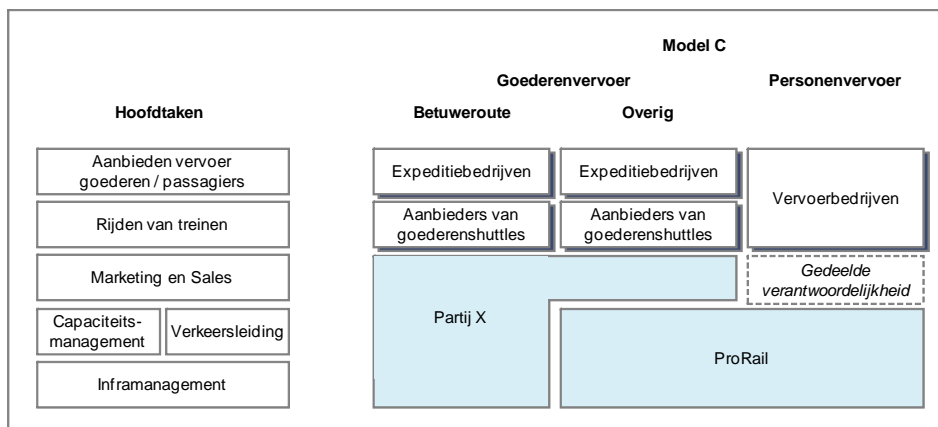 Model C
Goederenvervoer
Personenvervoer
Hoofdtaken
Betuweroute
Overig
Aanbieden vervoer
goederen / passagiers
Expeditiebedrijven
Expeditiebedrijven
Vervoerbedrijven
Rijden van treinen
Aanbieders van
goederenshuttles
Aanbieders van
goederenshuttles
Marketing en Sales
Gedeelde
verantwoordelijkheid
Capaciteits-
management
Verkeersleiding
Partij X
ProRail
Inframanagement